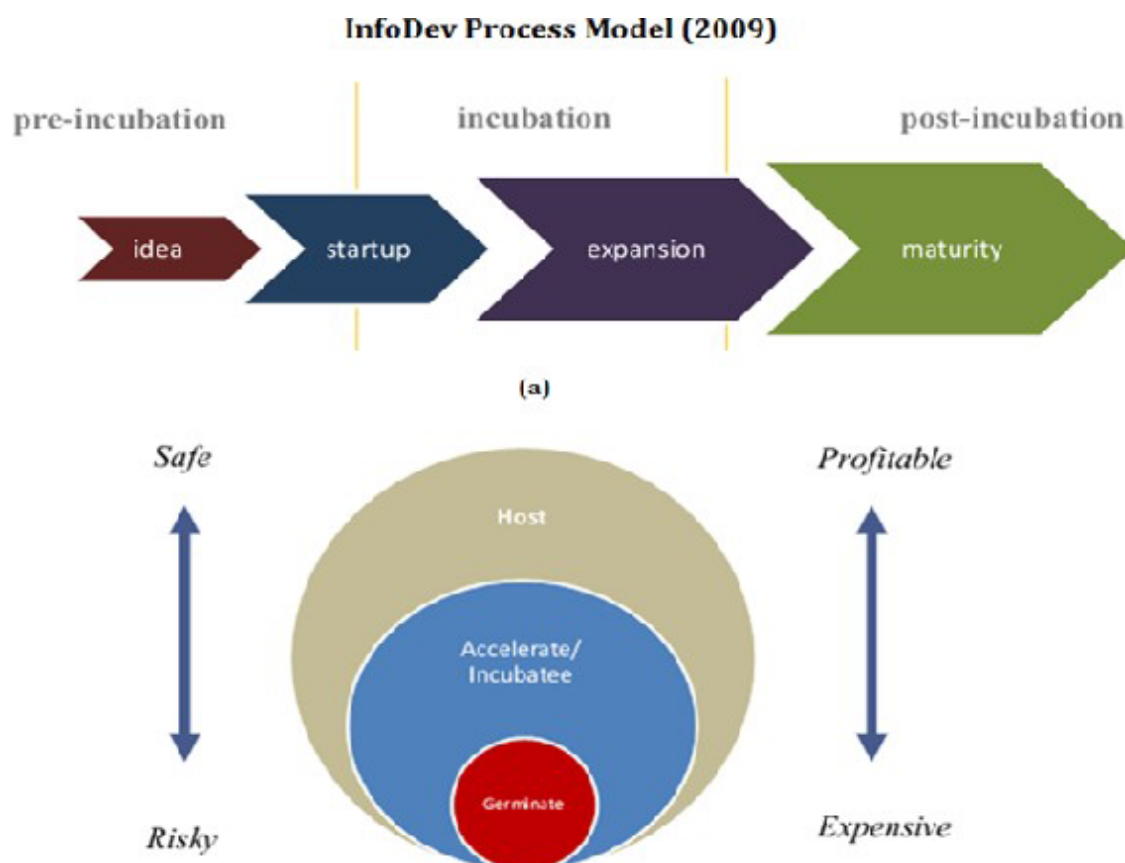 InfoDev Process Model (2009)
pre-incubation
incubation
post-incubation
idea
startup
expansion
maturity
(a)
Safe
Profitable
Host
Accelerate/
Incubatee
Germinate
Risky
Expensive